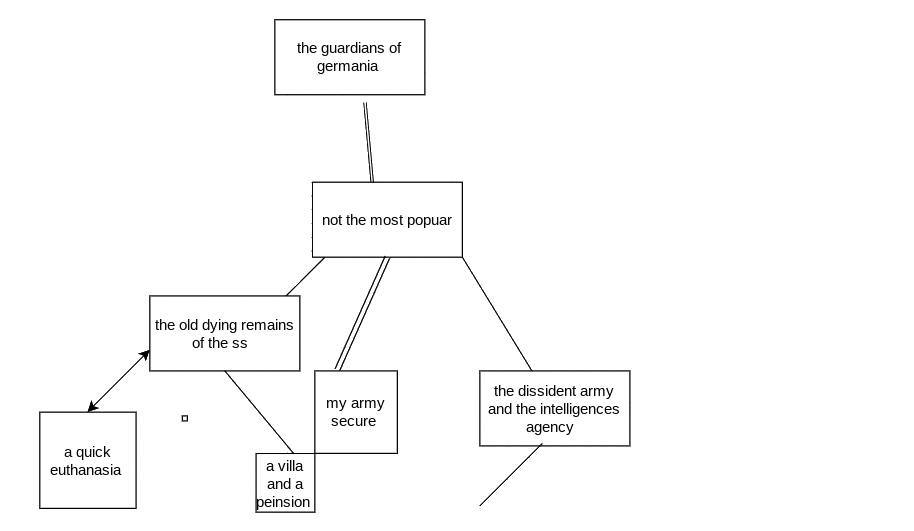 the guardians of
germania
not the most popuar
the old dying remains
of the ss
my army
secure
the dissident army
and the intelligences
agency
a quick
euthanasia
a villa
and a
peinsion